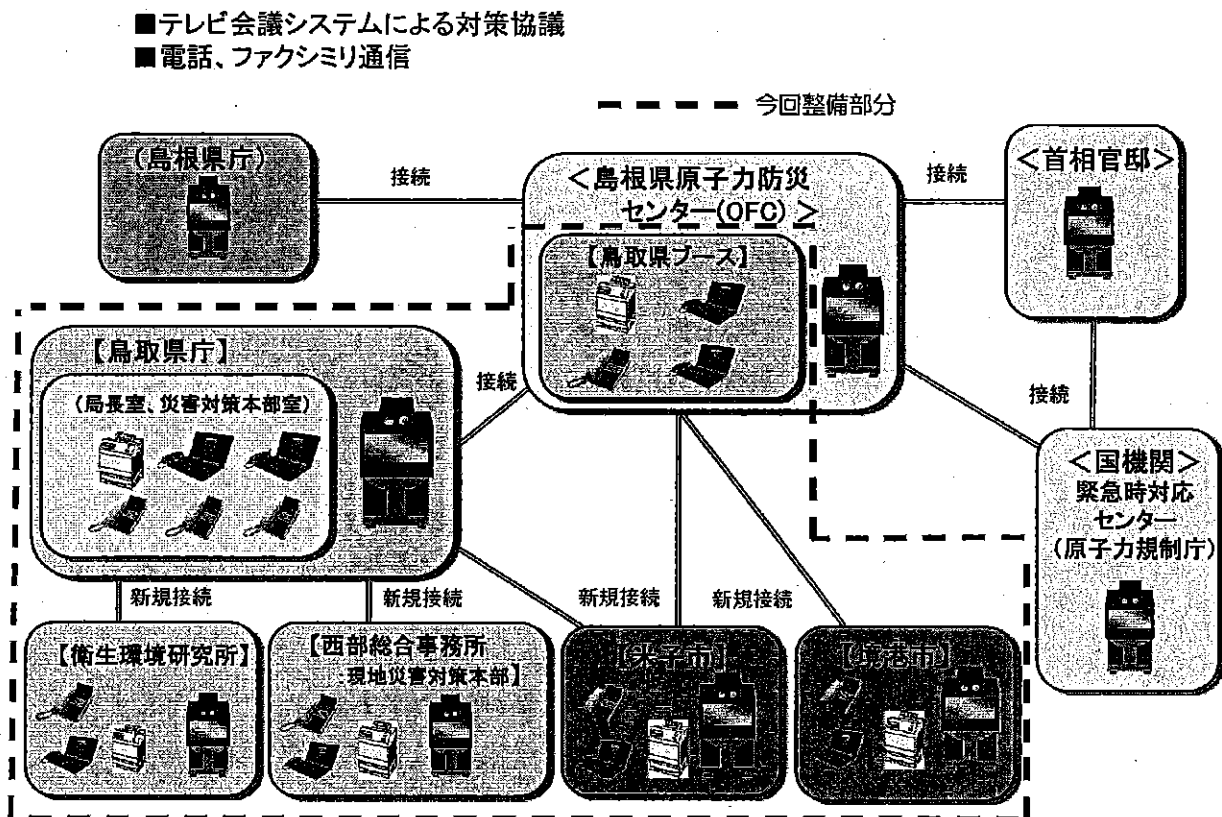 ■テレビ会議システムによる対策協議
■電話、ファクシミリ通信
今回整備部分
(島根県庁)
接続
<島根県原子力防災
センター(OFC)>
接続
<首相官邸>
【鳥取県ブース】
【鳥取県庁】
(局長室、災害対策本部室)
接続
接続
<国機関>
緊急時対応
センター
(原子力規制庁)
新規接続
新規接続
新規接続
新規接続
【衛生環境研究所】
【西部総合事務所
現地災害対策本部】
【米子市】
【境港市】